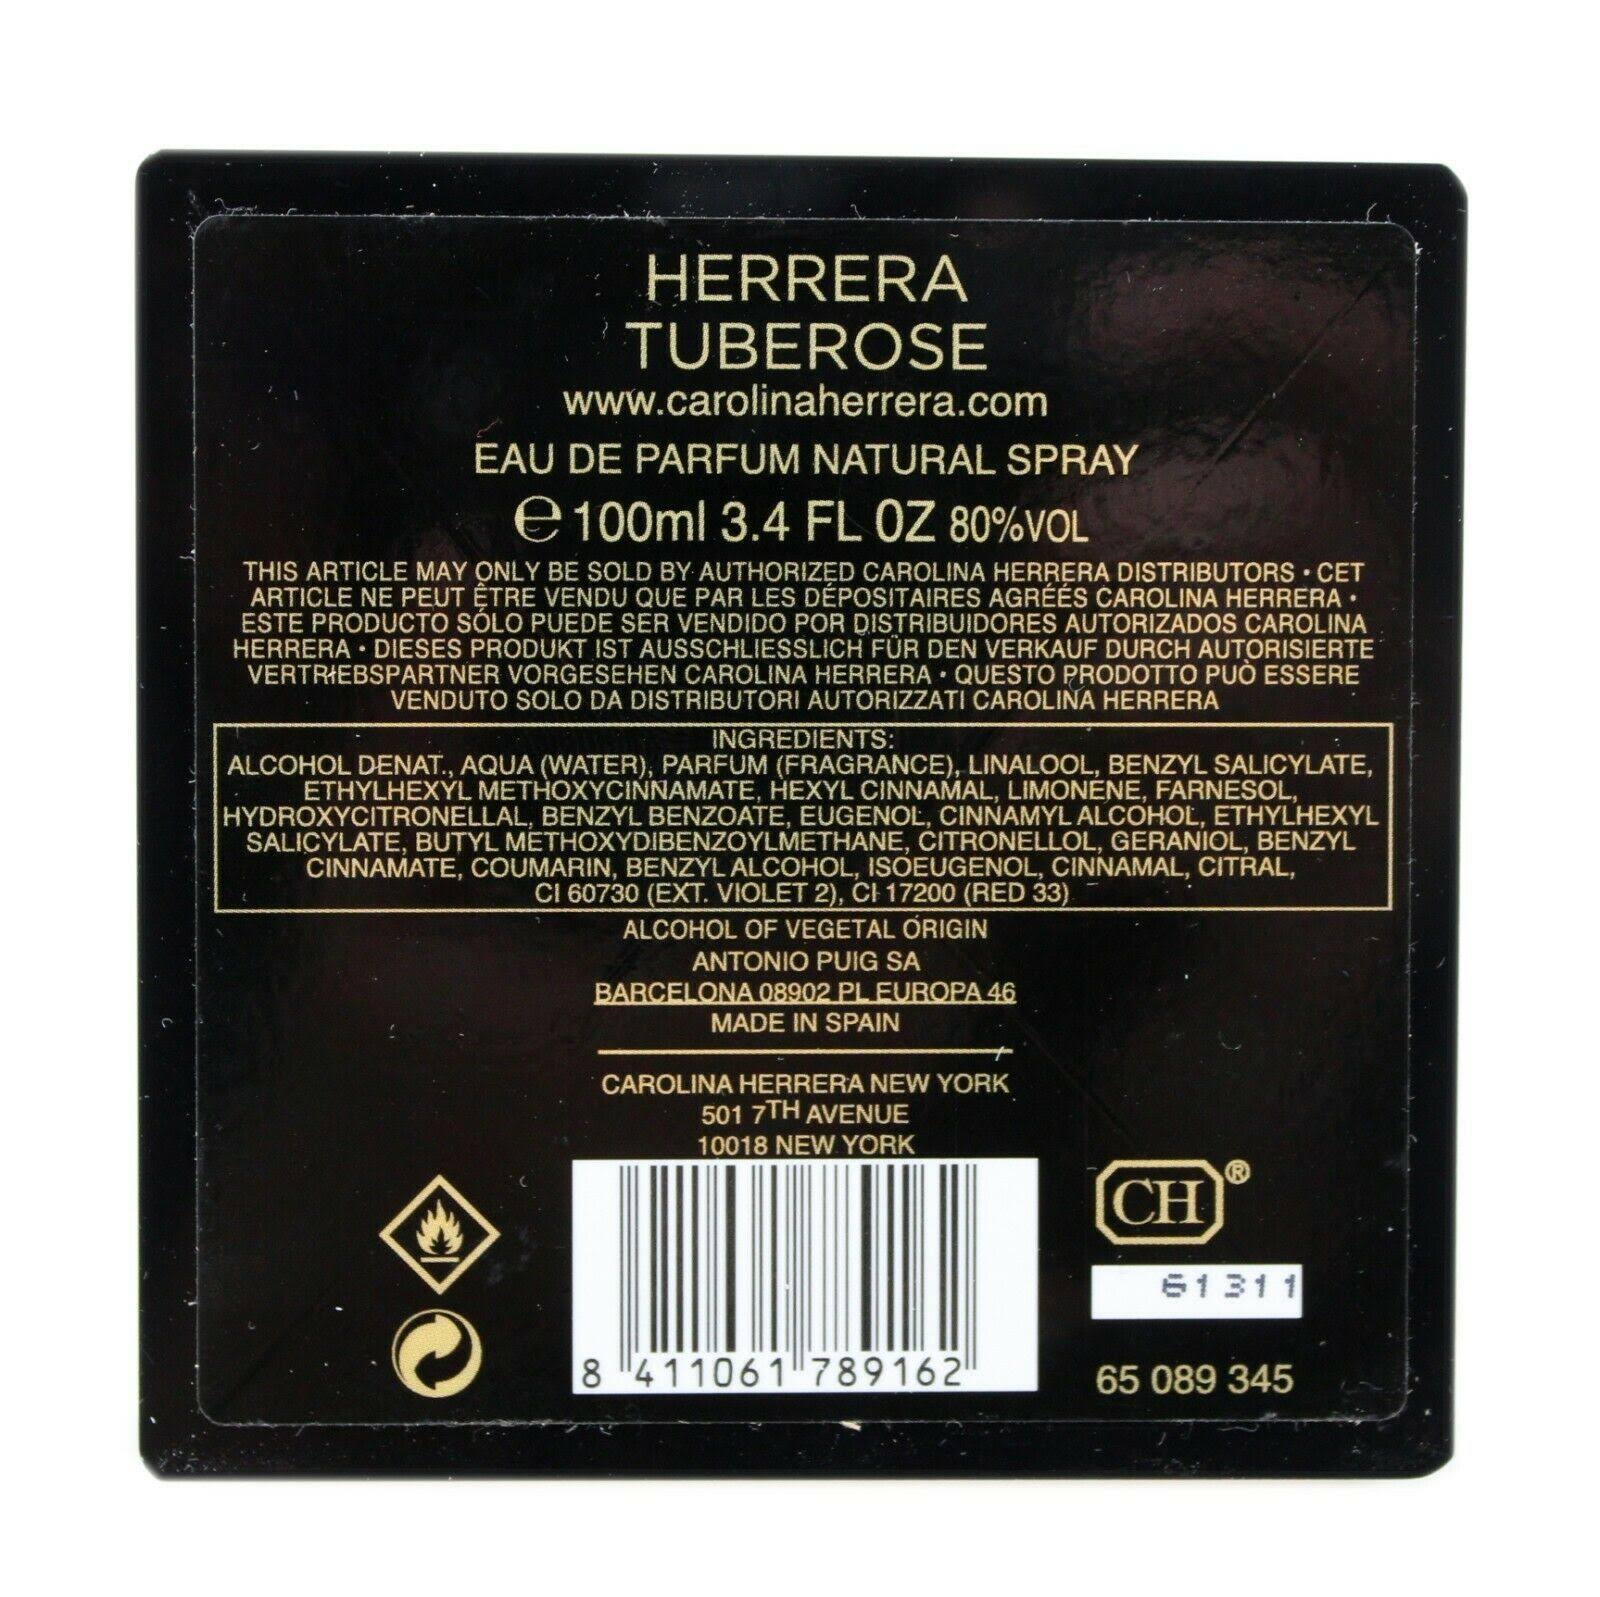 HERRERA
TUBEROSE
www.carolinaherrera.com
EAU DE PARFUM NATURAL SPRAY
℮ 100ml 3.4 FL OZ 80%VOL
THIS ARTICLE MAY ONLY BE SOLD BY AUTHORIZED CAROLINA HERRERA DISTRIBUTORS • CET
ARTICLE NE PEUT ÊTRE VENDU QUE PAR LES DÉPOSITAIRES AGRÉÉS CAROLINA HERRERA •
ESTE PRODUCTO SÓLO PUEDE SER VENDIDO POR DISTRIBUIDORES AUTORIZADOS CAROLINA
HERRERA • DIESES PRODUKT IST AUSSCHLIESSLICH FÜR DEN VERKAUF DURCH AUTORISIERTE
VERTRIEBSPARTNER VORGESEHEN CAROLINA HERRERA • QUESTO PRODOTTO PUÒ ESSERE
VENDUTO SOLO DA DISTRIBUTORI AUTORIZZATI CAROLINA HERRERA
INGREDIENTS:
ALCOHOL DENAT., AQUA (WATER), PARFUM (FRAGRANCE), LINALOOL, BENZYL SALICYLATE,
ETHYLHEXYL METHOXYCINNAMATE, HEXYL CINNAMAL, LIMONENE, FARNESOL,
HYDROXYCITRONELLAL, BENZYL BENZOATE, EUGENOL, CINNAMYL ALCOHOL, ETHYLHEXYL
SALICYLATE, BUTYL METHOXYDIBENZOYLMETHANE, CITRONELLOL, GERANIOL, BENZYL
CINNAMATE, COUMARIN, BENZYL ALCOHOL, ISOEUGENOL, CINNAMAL, CITRAL,
CI 60730 (EXT. VIOLET 2), CI 17200 (RED 33)
ALCOHOL OF VEGETAL ORIGIN
ANTONIO PUIG SA
BARCELONA 08902 PL EUROPA 46
MADE IN SPAIN
CAROLINA HERRERA NEW YORK
501 7TH AVENUE
10018 NEW YORK
CH®
61311
8 411061 789162
65 089 345